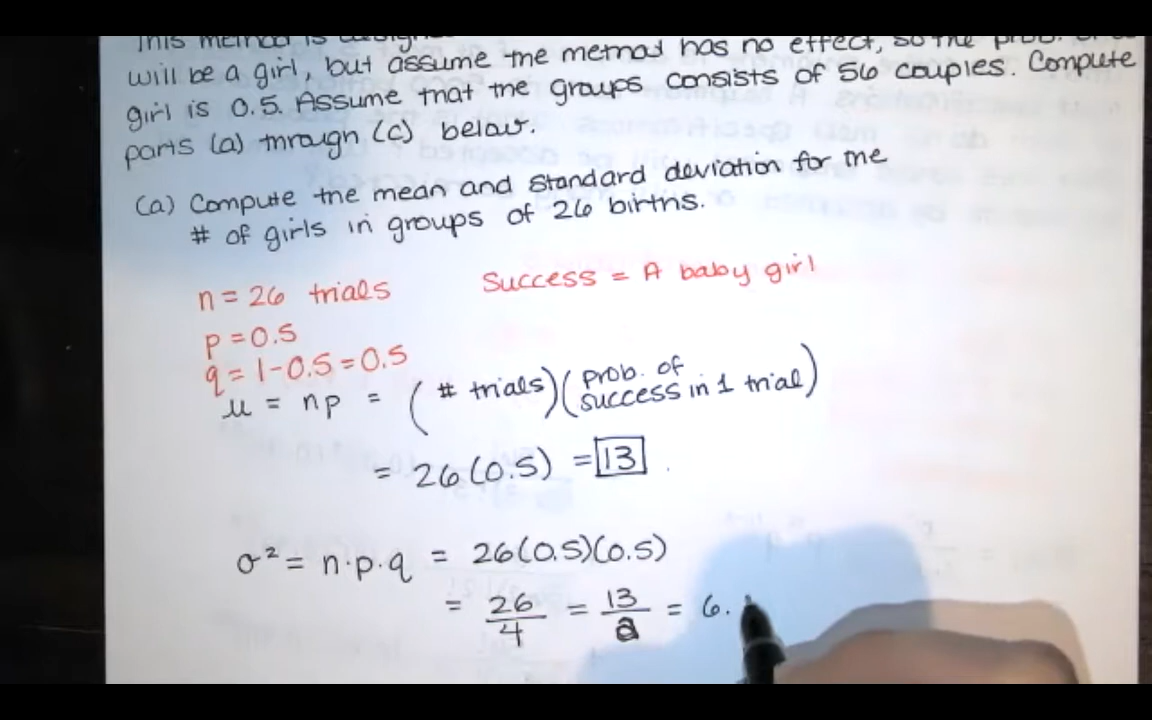 This method is
has no effect, so the prob.
will be a girl, but assume the method
girl is 0.5. Assume that the groups consists of 56 couples. Compute
parts (a) through (c) below.
(a) Compute the mean and standard deviation for the
# of girls in groups of 26 births.
n = 26 trials Success = A baby girl
p = 0.5
q = 1 - 0.5 = 0.5
μ = np = (# trials)(prob. of success in 1 trial)
= 26(0.5) = 13
σ² = n·p·q = 26(0.5)(0.5)
= 26/4 = 13/2 = 6.